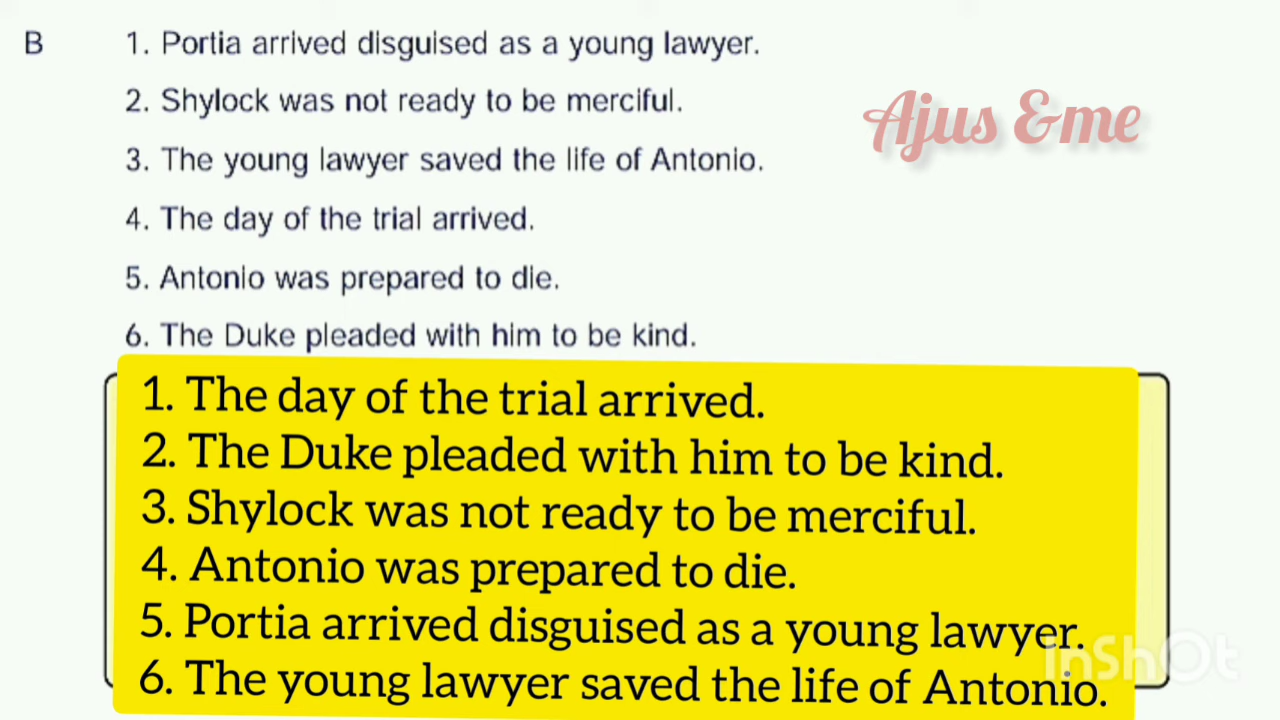 B 1. Portia arrived disguised as a young lawyer.
2. Shylock was not ready to be merciful.
Ajus &me
3. The young lawyer saved the life of Antonio.
4. The day of the trial arrived.
5. Antonio was prepared to die.
6. The Duke pleaded with him to be kind.
1. The day of the trial arrived.
2. The Duke pleaded with him to be kind.
3. Shylock was not ready to be merciful.
4. Antonio was prepared to die.
5. Portia arrived disguised as a young lawyer.
6. The young lawyer saved the life of Antonio.
InShOt